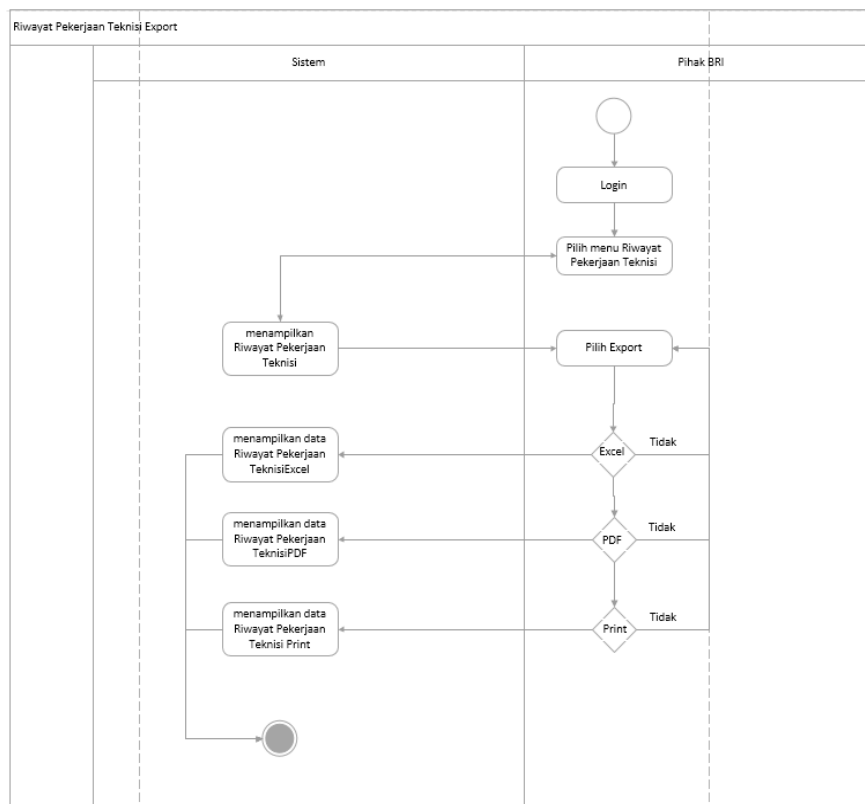 Riwayat Pekerjaan Teknisi Export
Sistem
Pihak BRI
Login
Pilih menu Riwayat
Pekerjaan Teknisi
menampilkan
Riwayat Pekerjaan
Teknisi
Pilih Export
menampilkan data
Riwayat Pekerjaan
TeknisiExcel
Excel
Tidak
menampilkan data
Riwayat Pekerjaan
TeknisiPDF
PDF
Tidak
menampilkan data
Riwayat Pekerjaan
Teknisi Print
Print
Tidak